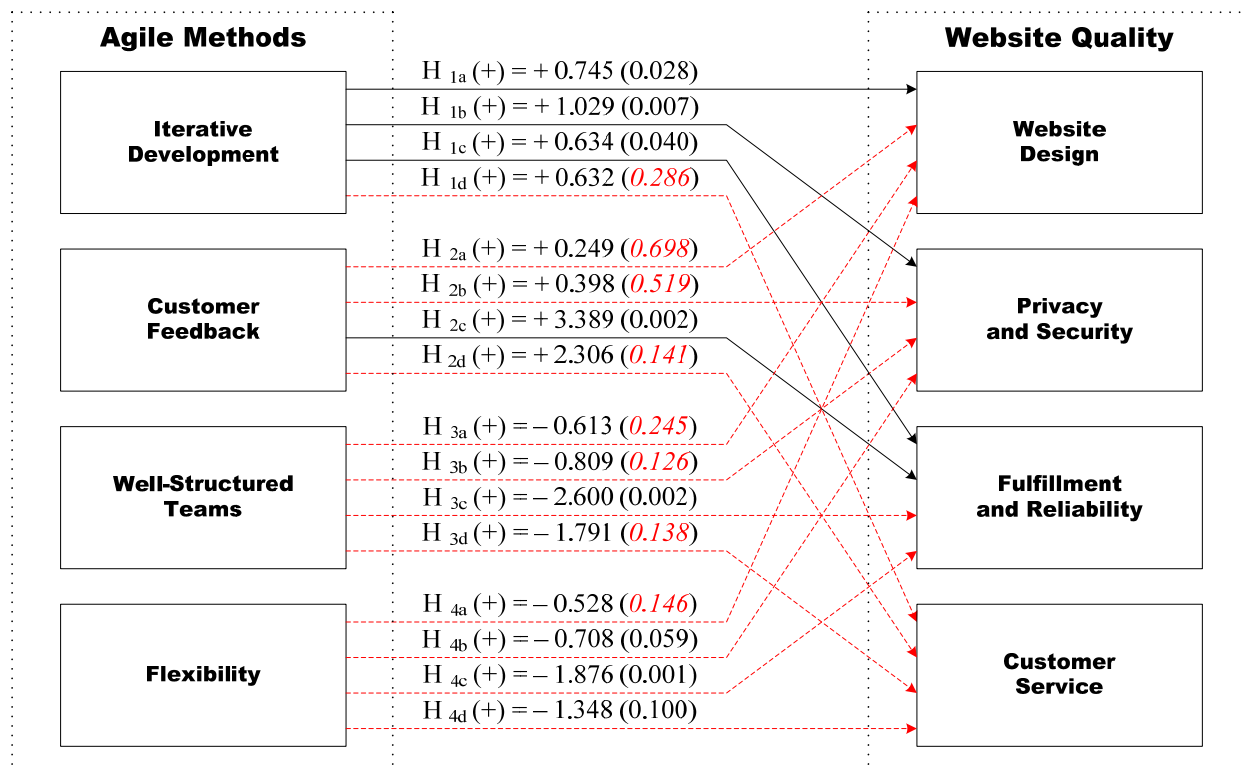 Agile Methods
Website Quality
Iterative
Development
Customer
Feedback
Well-Structured
Teams
Flexibility
H 1a (+) = + 0.745 (0.028)
H 1b (+) = + 1.029 (0.007)
H 1c (+) = + 0.634 (0.040)
H 1d (+) = + 0.632 (0.286)
H 2a (+) = + 0.249 (0.698)
H 2b (+) = + 0.398 (0.519)
H 2c (+) = + 3.389 (0.002)
H 2d (+) = + 2.306 (0.141)
H 3a (+) = – 0.613 (0.245)
H 3b (+) = – 0.809 (0.126)
H 3c (+) = – 2.600 (0.002)
H 3d (+) = – 1.791 (0.138)
H 4a (+) = – 0.528 (0.146)
H 4b (+) = – 0.708 (0.059)
H 4c (+) = – 1.876 (0.001)
H 4d (+) = – 1.348 (0.100)
Website
Design
Privacy
and Security
Fulfillment
and Reliability
Customer
Service